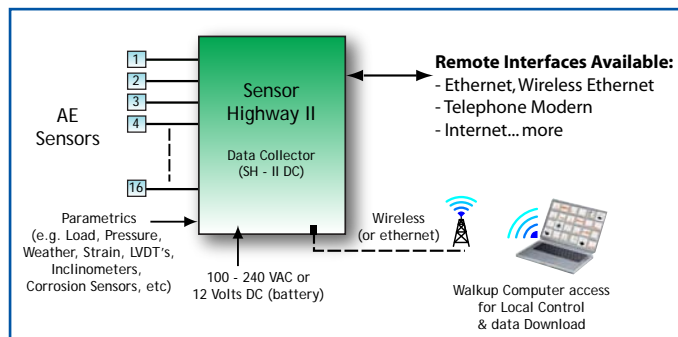 AE
Sensors
1
2
3
4
16
Sensor
Highway II
Data Collector
(SH - II DC)
Remote Interfaces Available:
- Ethernet, Wireless Ethernet
- Telephone Modern
- Internet... more
Parametrics
(e.g. Load, Pressure,
Weather, Strain, LVDT's,
Inclinometers,
Corrosion Sensors, etc)
100 - 240 VAC or
12 Volts DC (battery)
Wireless
(or ethernet)
Walkup Computer access
for Local Control
& data Download